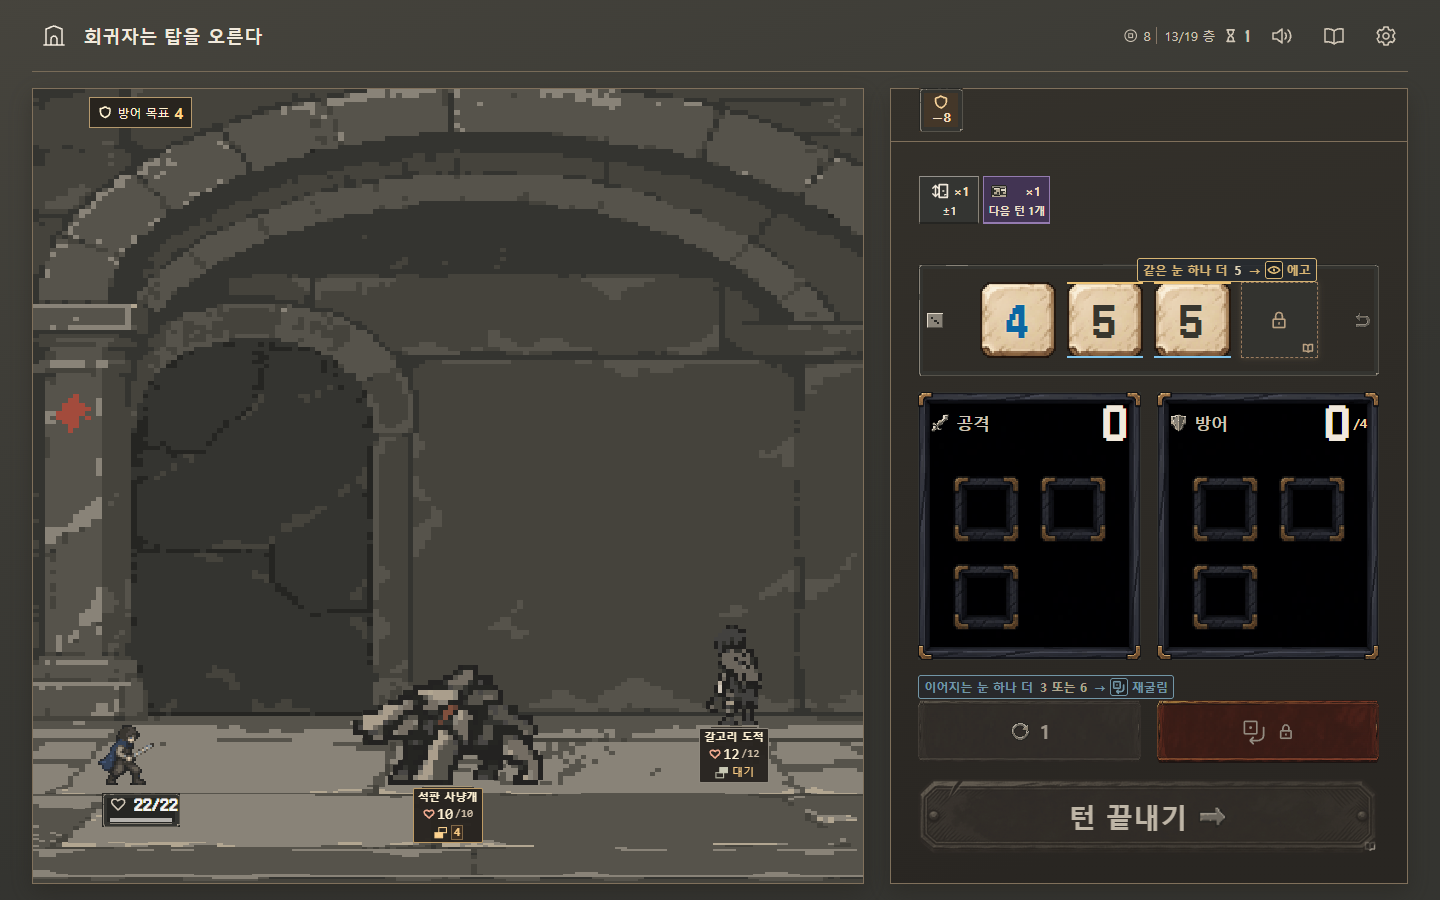 회귀자는 탑을 오른다
8
13/19 층
1
방어 목표 4
-8
×1
±1
×1
다음 턴 1개
같은 눈 하나 더 5 → 에고
4
5
5
공격
0
방어
0/4
이어지는 눈 하나 더 3 또는 6 → 재굴림
1
턴 끝내기
갈고리 도적
12/12
대기
석판 사냥개
10/10
4
22/22